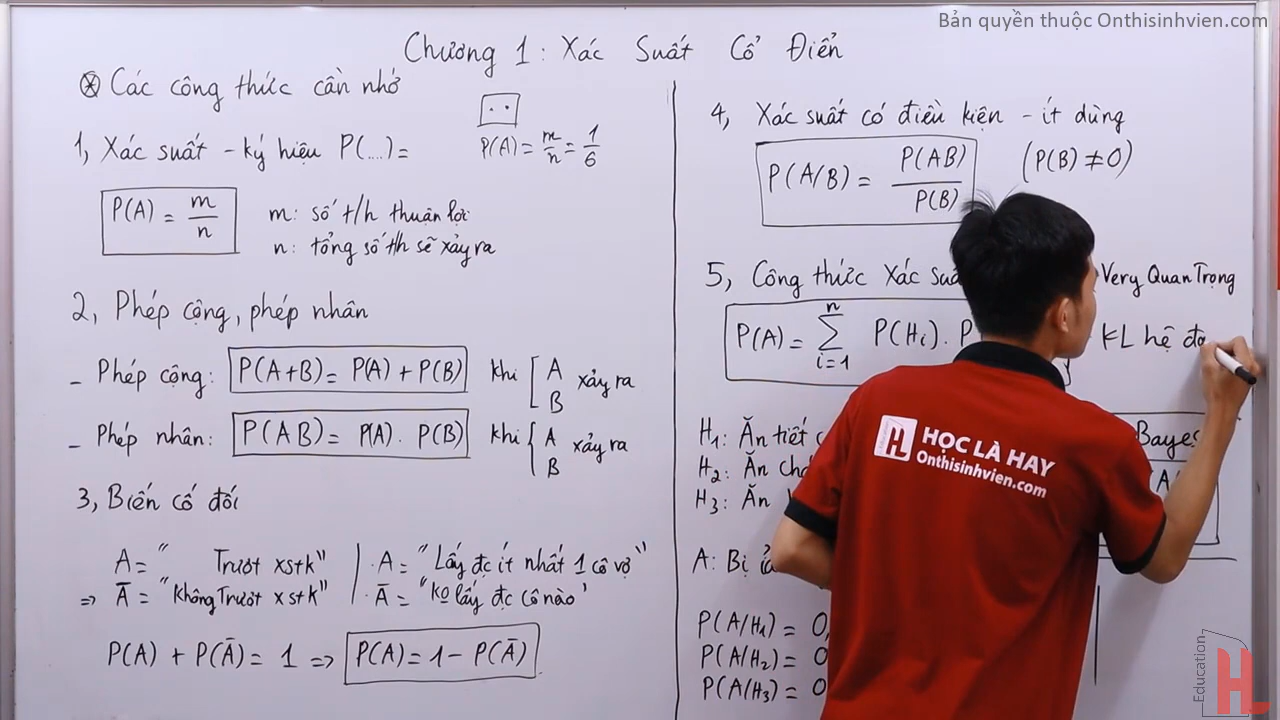 Bản quyền thuộc Onthisinhvien.com
Chương 1: Xác Suất Cổ Điển
⊛ Các công thức cần nhớ
1, Xác suất - ký hiệu P(....)=
P(A) = m/n = 1/6
P(A) = m/n
m: số t/h thuận lợi
n: tổng số t/h sẽ xảy ra
2, Phép cộng, phép nhân
- Phép cộng: P(A+B) = P(A) + P(B) khi [ A B xảy ra
- Phép nhân: P(AB) = P(A) . P(B) khi { A B xảy ra
3, Biến cố đối
A = " Trượt xstk"
=> Ā = "Không Trượt xstk"
. A = "Lấy đc ít nhất 1 cô vợ"
. Ā = "Ko lấy đc cô nào"
P(A) + P(Ā) = 1 => P(A) = 1 - P(Ā)
4, Xác suất có điều kiện - ít dùng
P(A/B) = P(AB)/P(B) (P(B) ≠ 0)
5, Công thức Xác Very Quan Trọng
P(A) = n∑i=1 P(Hi) . P
KL hệ
H1: Ăn tiết
H2: Ăn
H3: Ăn
Bayes
A: Bị
P(A/H1) = 0,
P(A/H2) = 0
P(A/H3) = 0
HỌC LÀ HAY
Onthisinhvien.com
Education
HL